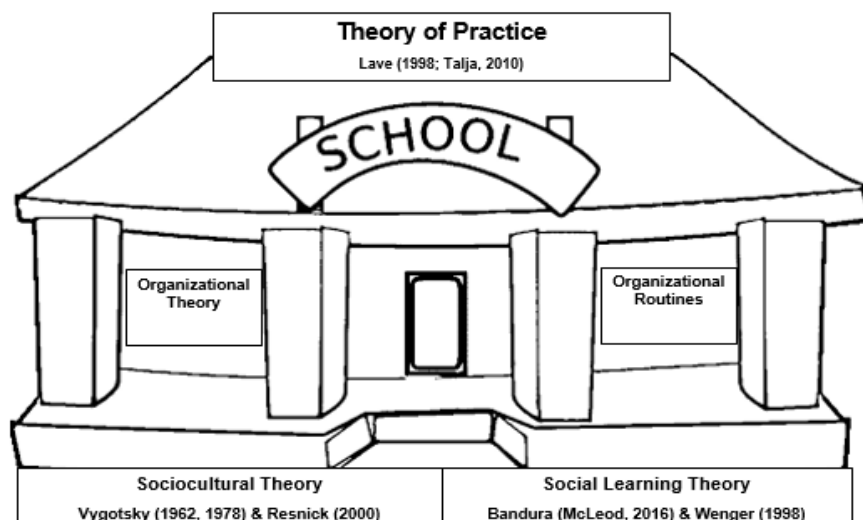 Theory of Practice
Lave (1998; Talja, 2010)
SCHOOL
Organizational
Theory
Organizational
Routines
Sociocultural Theory
Vygotsky (1962, 1978) & Resnick (2000)
Social Learning Theory
Bandura (McLeod, 2016) & Wenger (1998)